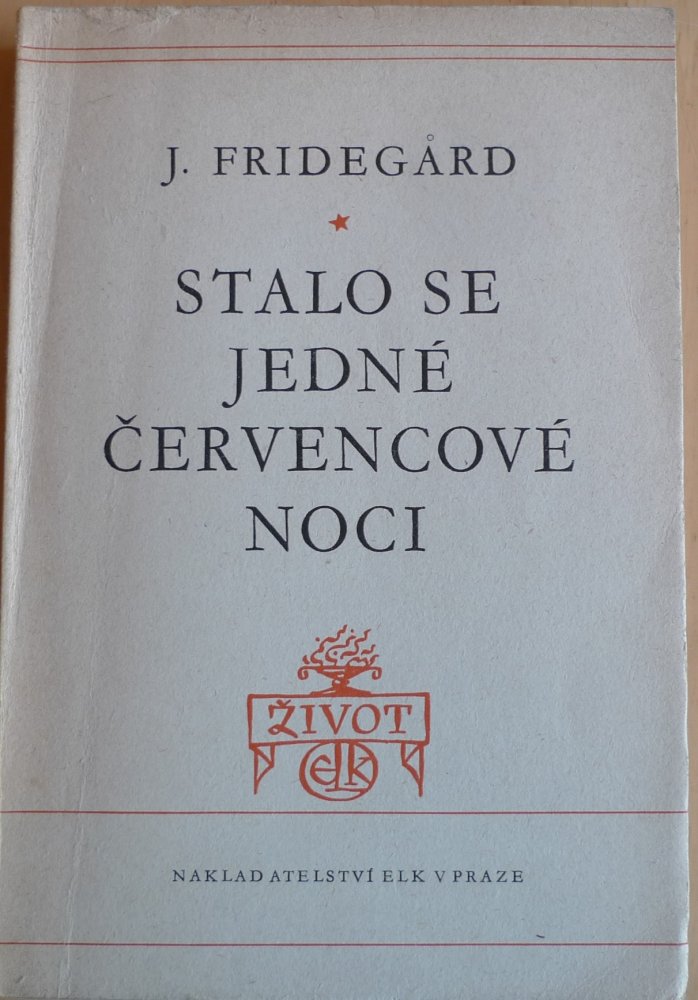 J. FRIDEGÅRD
STALO SE
JEDNÉ
ČERVENCOVÉ
NOCI
ŽIVOT
elk
NAKLADATELSTVÍ ELK V PRAZE